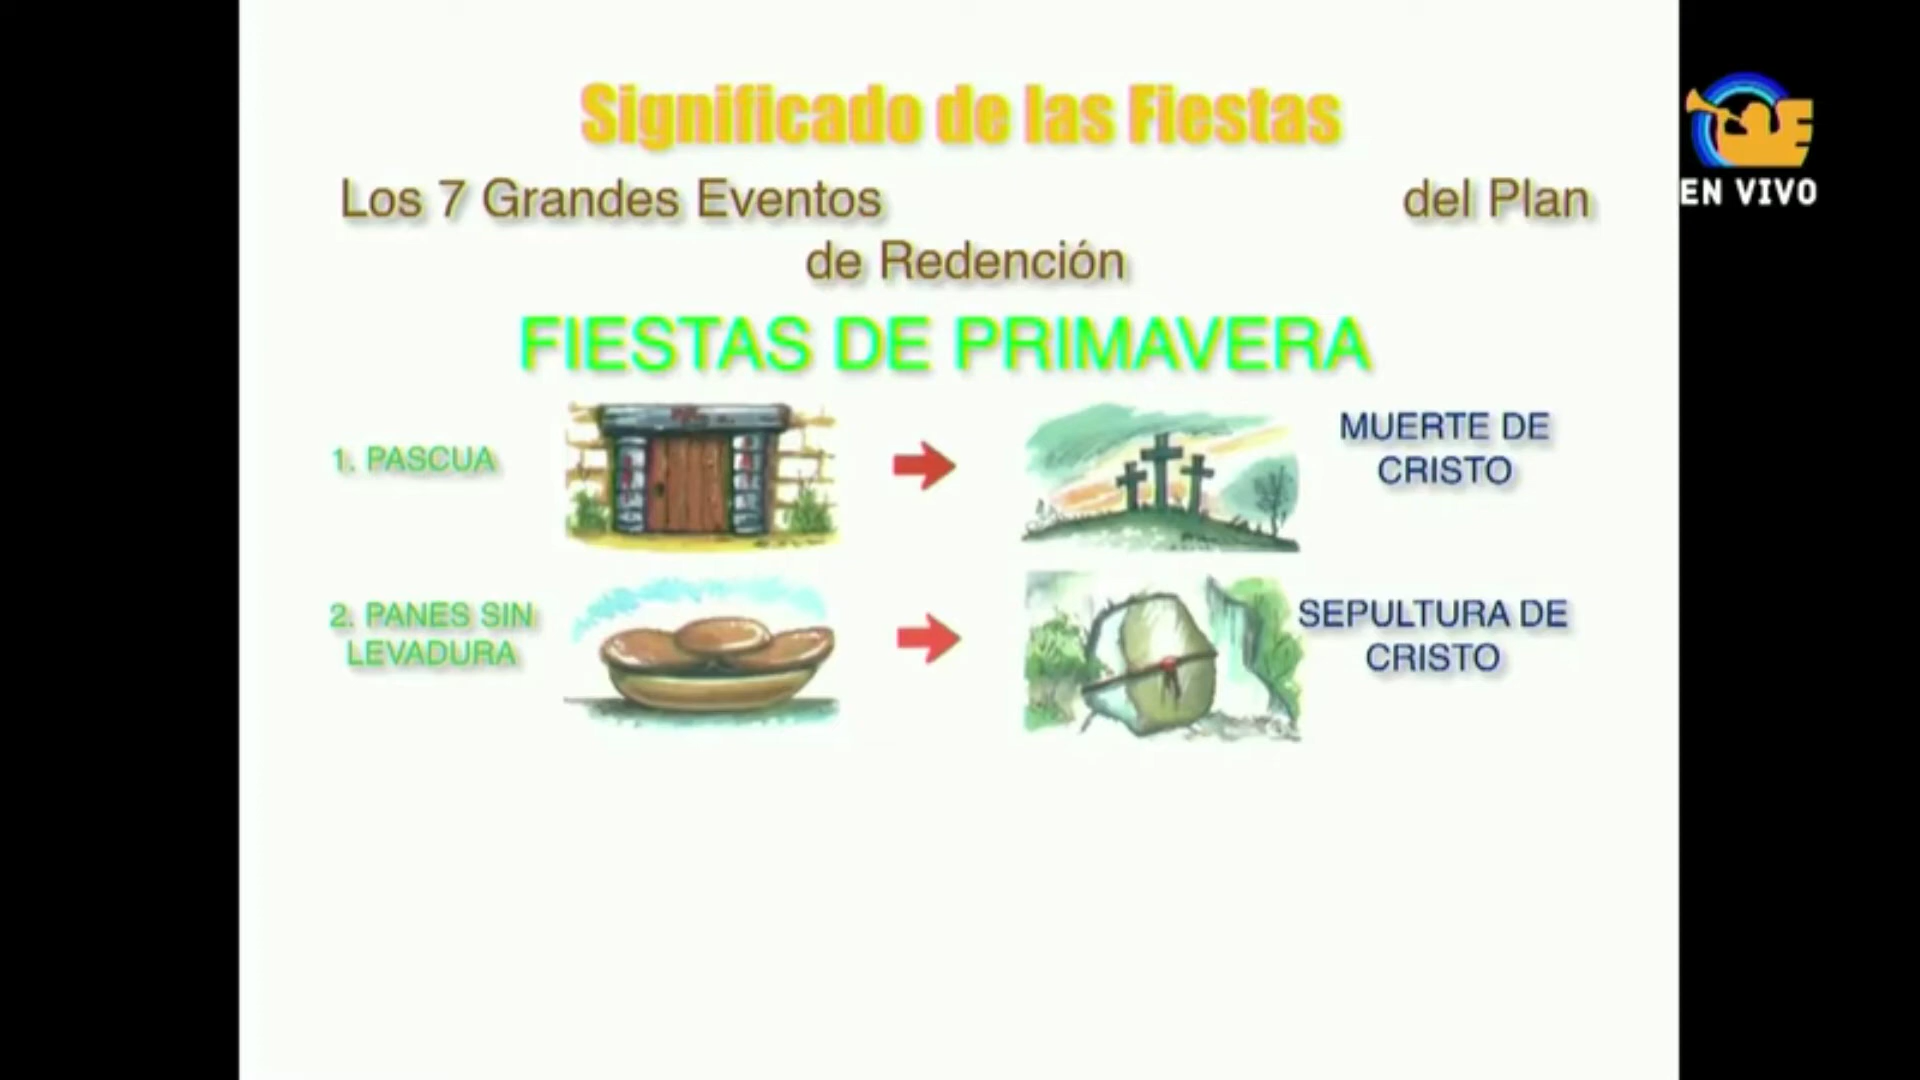 Significado de las Fiestas
Los 7 Grandes Eventos del Plan
de Redención
FIESTAS DE PRIMAVERA
1. PASCUA
MUERTE DE
CRISTO
2. PANES SIN
LEVADURA
SEPULTURA DE
CRISTO
E
EN VIVO